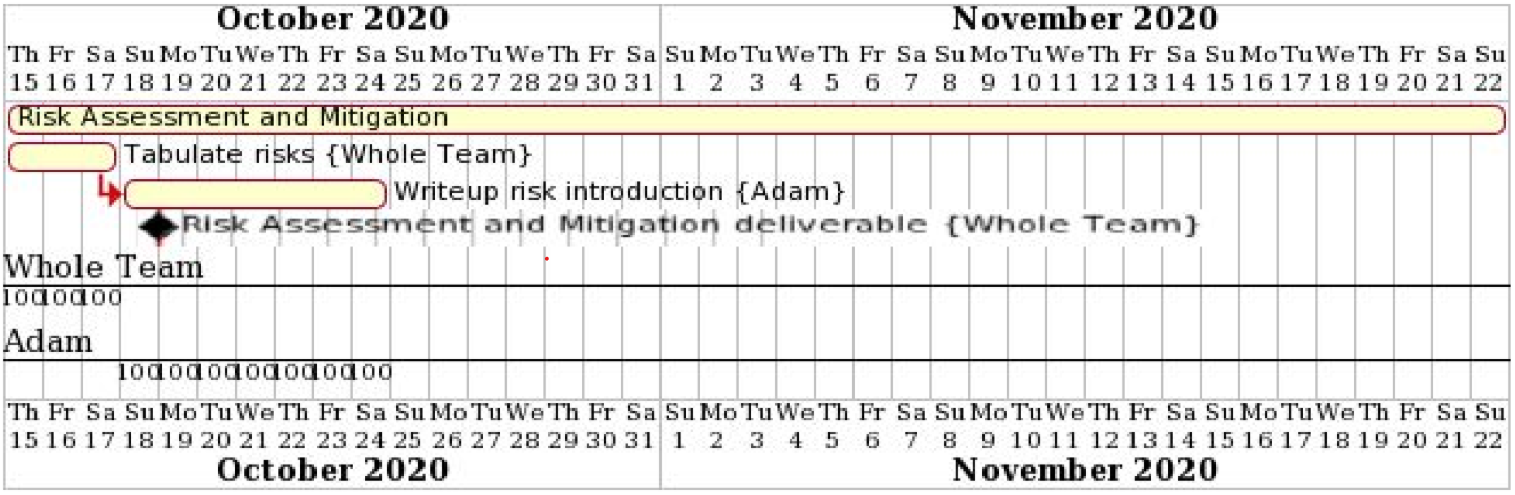 October 2020 November 2020
Th Fr Sa Su Mo Tu We Th Fr Sa Su Mo Tu We Th Fr Sa Su Mo Tu We Th Fr Sa Su Mo Tu We Th Fr Sa Su Mo Tu We Th Fr Sa Su
15 16 17 18 19 20 21 22 23 24 25 26 27 28 29 30 31 1 2 3 4 5 6 7 8 9 10 11 12 13 14 15 16 17 18 19 20 21 22
Risk Assessment and Mitigation
Tabulate risks {Whole Team}
Writeup risk introduction {Adam}
Risk Assessment and Mitigation deliverable {Whole Team}
Whole Team
100 100 100
Adam
100 100 100 100 100 100 100
Th Fr Sa Su Mo Tu We Th Fr Sa Su Mo Tu We Th Fr Sa Su Mo Tu We Th Fr Sa Su Mo Tu We Th Fr Sa Su Mo Tu We Th Fr Sa Su
15 16 17 18 19 20 21 22 23 24 25 26 27 28 29 30 31 1 2 3 4 5 6 7 8 9 10 11 12 13 14 15 16 17 18 19 20 21 22
October 2020 November 2020